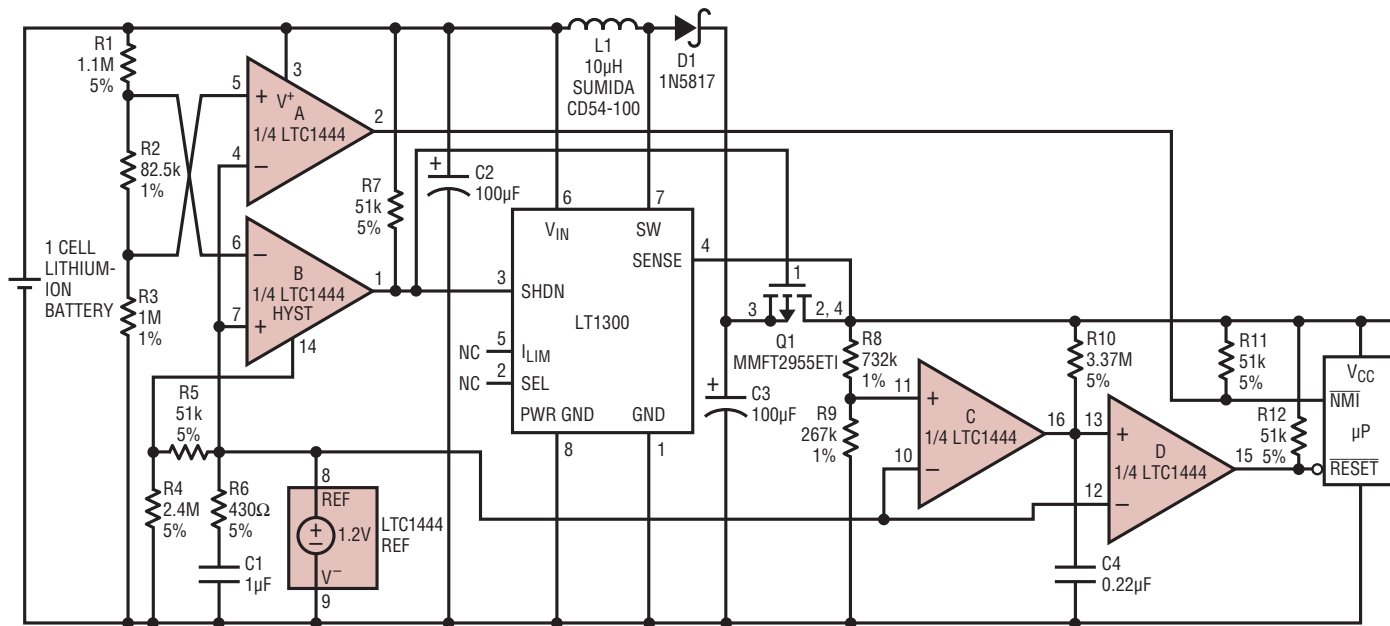 R1
1.1M
5%
R2
82.5k
1%
R3
1M
1%
1 CELL
LITHIUM-
ION
BATTERY
5
+
3
V+
A
1/4 LTC1444
4
–
2
6
–
B
1/4 LTC1444
HYST
7
+
14
1
R5
51k
5%
R4
2.4M
5%
R6
430Ω
5%
C1
1µF
8
REF
+
–
1.2V
V–
9
LTC1444
REF
R7
51k
5%
+
C2
100µF
L1
10µH
SUMIDA
CD54-100
D1
1N5817
6
7
VIN
SW
4
SENSE
3
SHDN
LT1300
NC
5
ILIM
NC
2
SEL
PWR GND
GND
8
1
1
3
2, 4
Q1
MMFT2955ETI
+
C3
100µF
R8
732k
1%
R9
267k
1%
11
+
C
1/4 LTC1444
10
–
16
R10
3.37M
5%
13
+
D
1/4 LTC1444
12
–
15
C4
0.22µF
R11
51k
5%
R12
51k
5%
VCC
NMI
µP
RESET